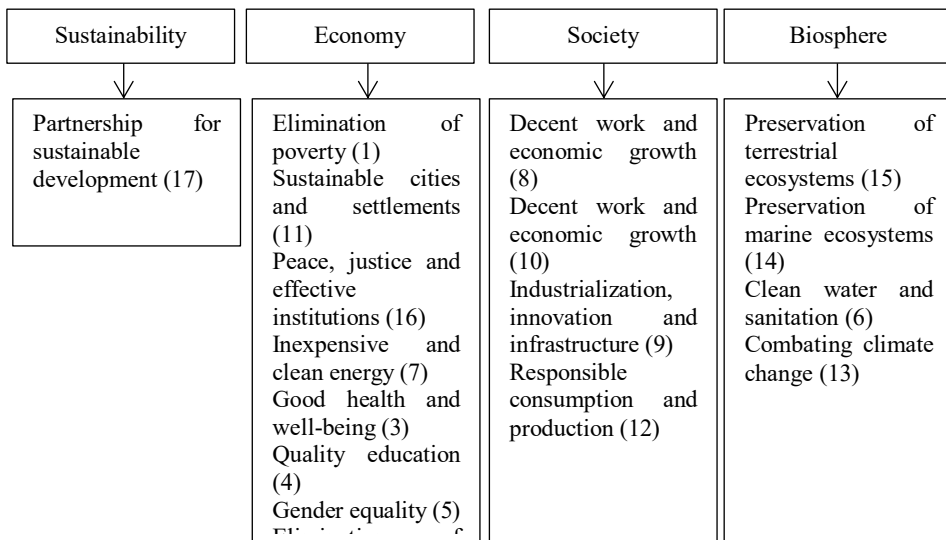 Sustainability
Economy
Society
Biosphere
Partnership for
sustainable
development (17)
Elimination of
poverty (1)
Sustainable cities
and settlements
(11)
Peace, justice and
effective
institutions (16)
Inexpensive and
clean energy (7)
Good health and
well-being (3)
Quality education
(4)
Gender equality (5)
Decent work and
economic growth
(8)
Decent work and
economic growth
(10)
Industrialization,
innovation and
infrastructure (9)
Responsible
consumption and
production (12)
Preservation of
terrestrial
ecosystems (15)
Preservation of
marine ecosystems
(14)
Clean water and
sanitation (6)
Combating climate
change (13)